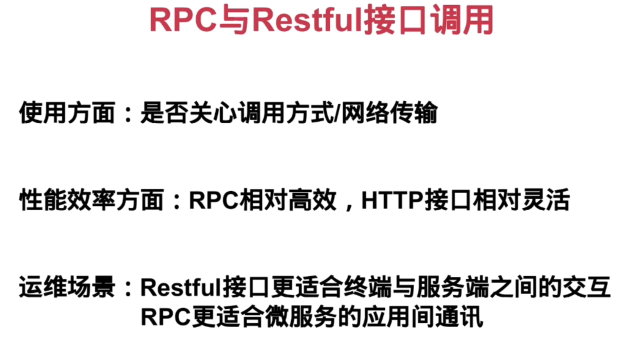 RPC与Restful接口调用
使用方面：是否关心调用方式/网络传输
性能效率方面：RPC相对高效，HTTP接口相对灵活
运维场景：Restful接口更适合终端与服务端之间的交互
RPC更适合微服务的应用间通讯